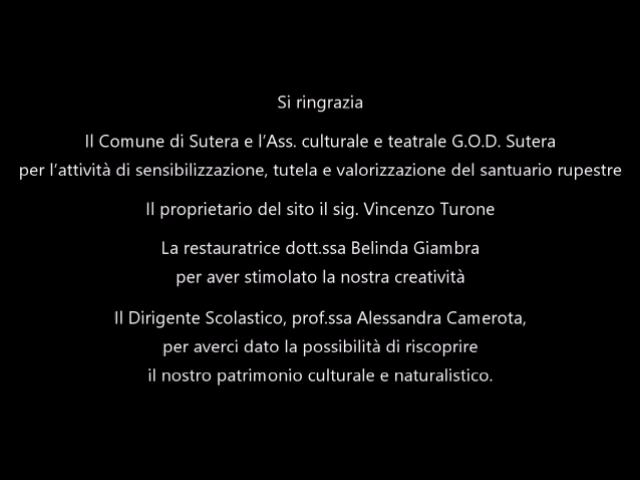 Si ringrazia
Il Comune di Sutera e l'Ass. culturale e teatrale G.O.D. Sutera
per l'attività di sensibilizzazione, tutela e valorizzazione del santuario rupestre
Il proprietario del sito il sig. Vincenzo Turone
La restauratrice dott.ssa Belinda Giambra
per aver stimolato la nostra creatività
Il Dirigente Scolastico, prof.ssa Alessandra Camerota,
per averci dato la possibilità di riscoprire
il nostro patrimonio culturale e naturalistico.